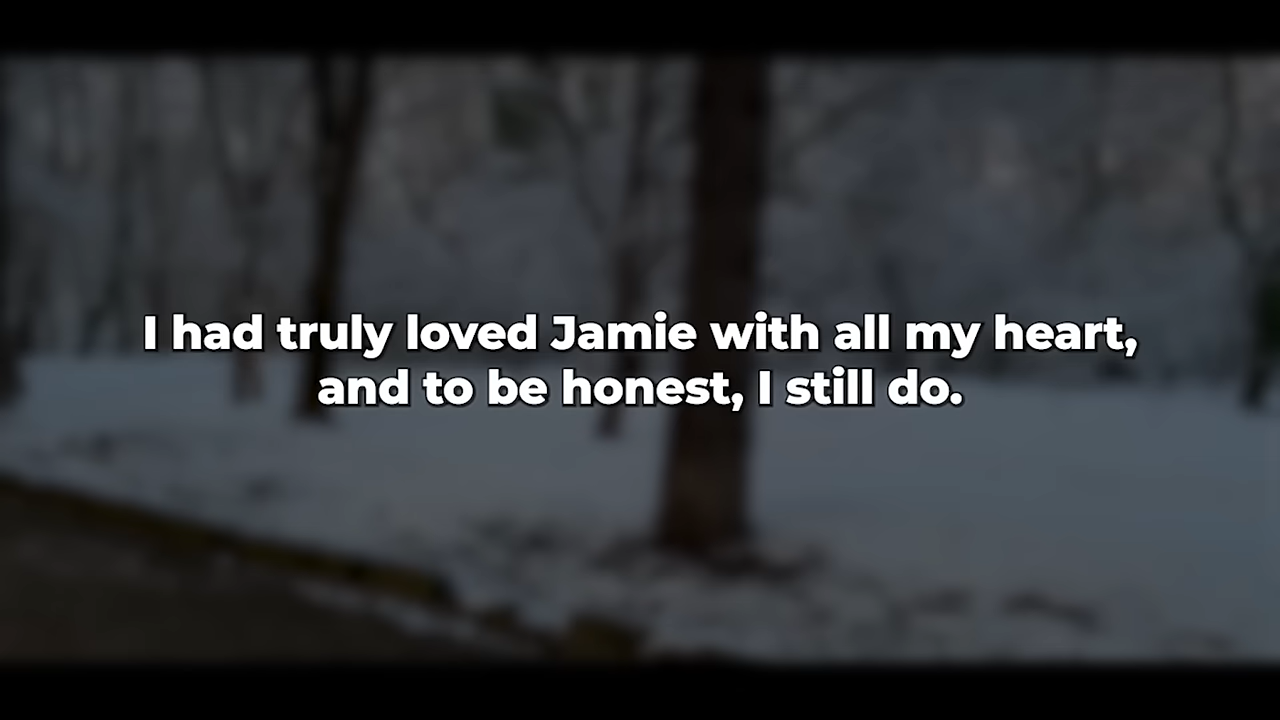 I had truly loved Jamie with all my heart,
and to be honest, I still do.